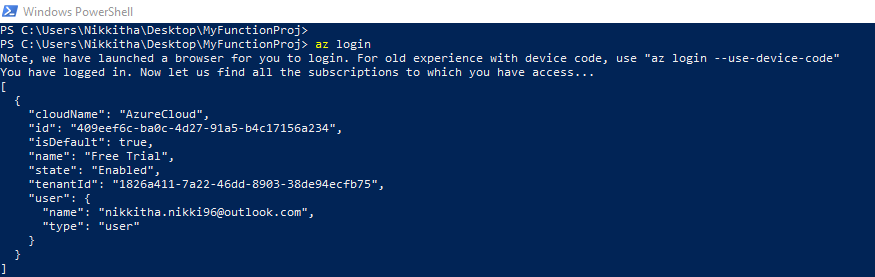 Windows PowerShell
PS C:\Users\Nikkitha\Desktop\MyFunctionProj>
PS C:\Users\Nikkitha\Desktop\MyFunctionProj> az login
Note, we have launched a browser for you to login. For old experience with device code, use "az login --use-device-code"
You have logged in. Now let us find all the subscriptions to which you have access...
[
  {
    "cloudName": "AzureCloud",
    "id": "409eef6c-ba0c-4d27-91a5-b4c17156a234",
    "isDefault": true,
    "name": "Free Trial",
    "state": "Enabled",
    "tenantId": "1826a411-7a22-46dd-8903-38de94ecfb75",
    "user": {
      "name": "nikkitha.nikki96@outlook.com",
      "type": "user"
    }
  }
]